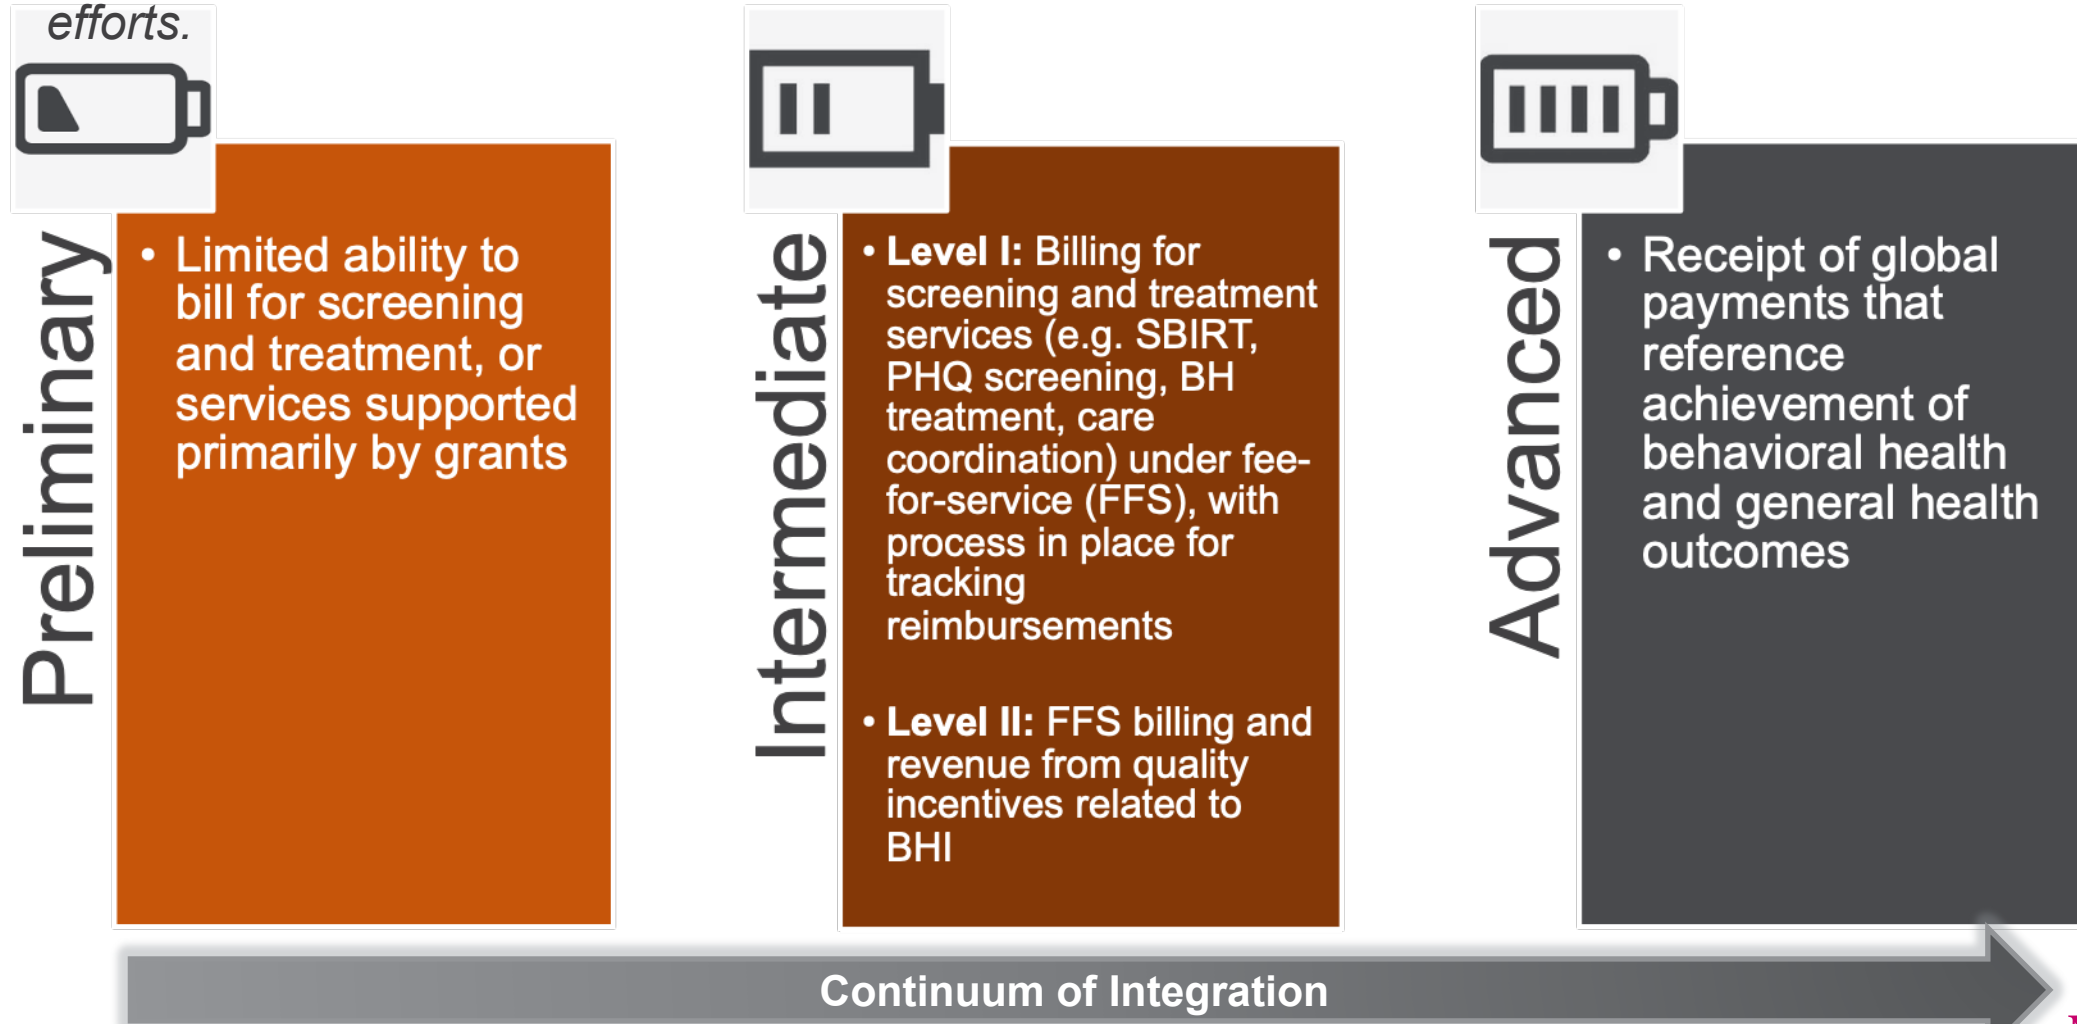 efforts.
Preliminary
• Limited ability to
bill for screening
and treatment, or
services supported
primarily by grants
Intermediate
• Level I: Billing for
screening and treatment
services (e.g. SBIRT,
PHQ screening, BH
treatment, care
coordination) under fee-
for-service (FFS), with
process in place for
tracking
reimbursements
• Level II: FFS billing and
revenue from quality
incentives related to
BHI
Advanced
• Receipt of global
payments that
reference
achievement of
behavioral health
and general health
outcomes
Continuum of Integration